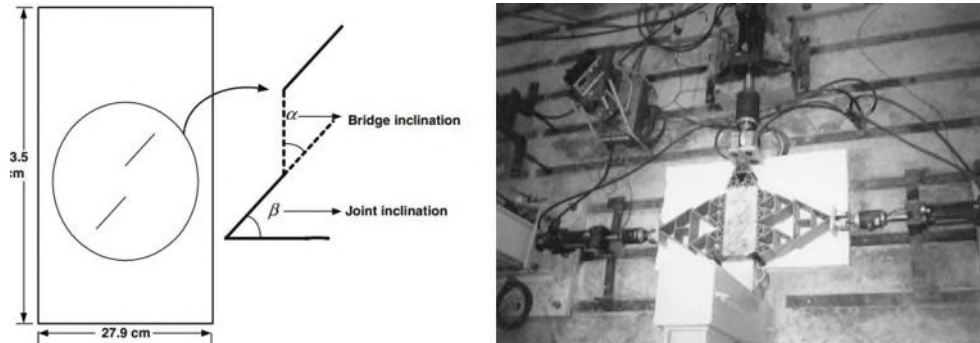 3.5
cm
α
Bridge inclination
β
Joint inclination
27.9 cm